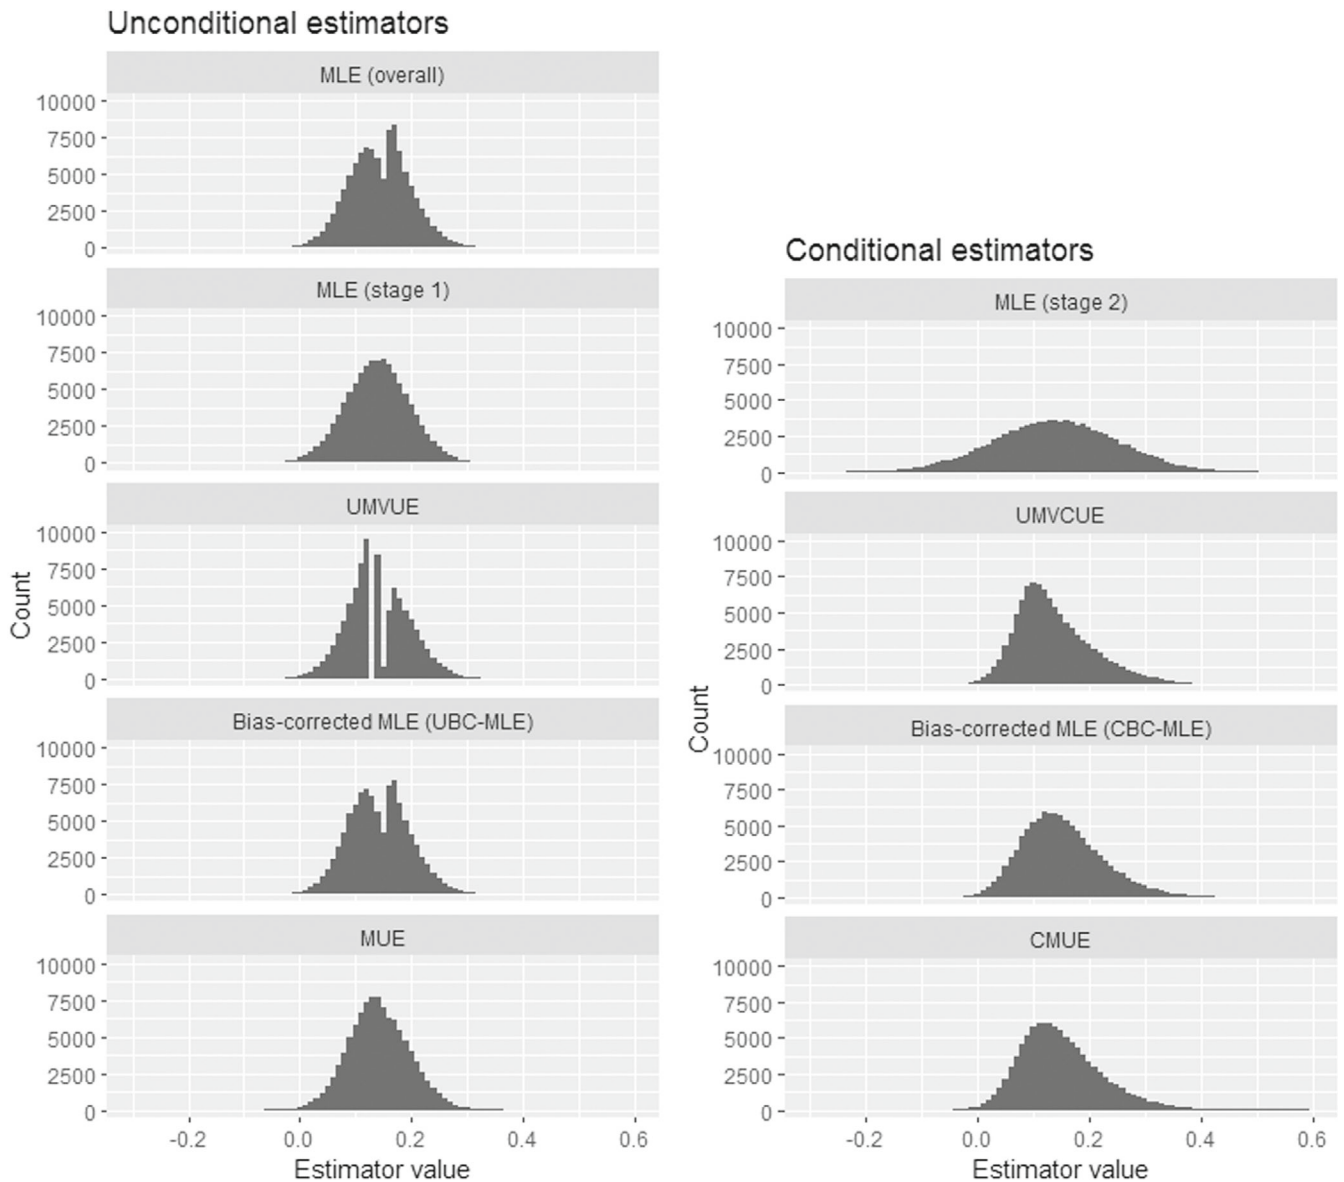 Unconditional estimators
MLE (overall)
10000
7500
5000
2500
0
MLE (stage 1)
10000
7500
5000
2500
0
UMVUE
10000
7500
5000
2500
0
Bias-corrected MLE (UBC-MLE)
10000
7500
5000
2500
0
MUE
10000
7500
5000
2500
0
Count
-0.2 0.0 0.2 0.4 0.6
Estimator value
Conditional estimators
MLE (stage 2)
10000
7500
5000
2500
0
UMVCUE
10000
7500
5000
2500
0
Bias-corrected MLE (CBC-MLE)
10000
7500
5000
2500
0
CMUE
10000
7500
5000
2500
0
Count
-0.2 0.0 0.2 0.4 0.6
Estimator value